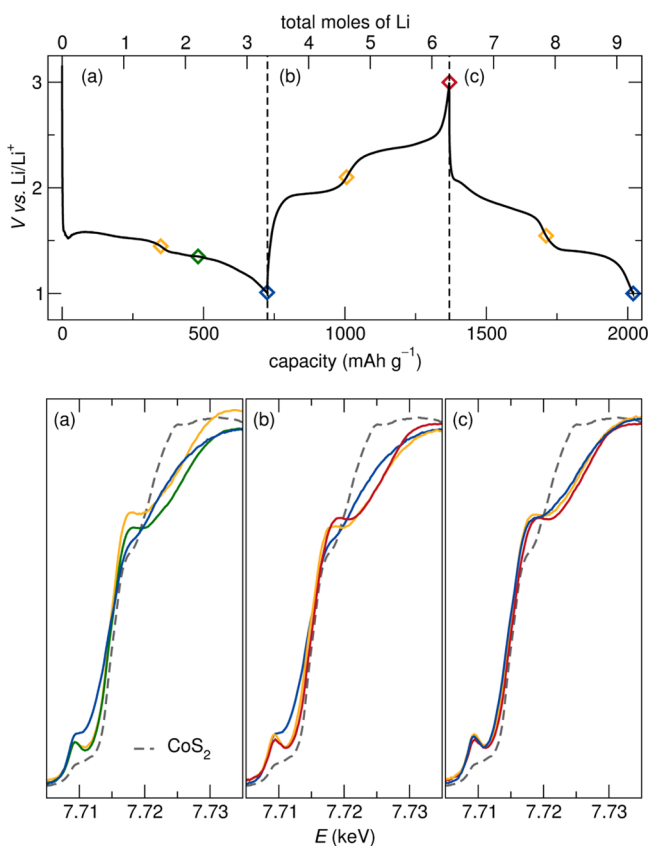 total moles of Li
0 1 2 3 4 5 6 7 8 9
(a) (b) (c)
3
2
1
V vs. Li/Li⁺
0 500 1000 1500 2000
capacity (mAh g⁻¹)
(a) (b) (c)
CoS₂
7.71 7.72 7.73 7.71 7.72 7.73 7.71 7.72 7.73
E (keV)